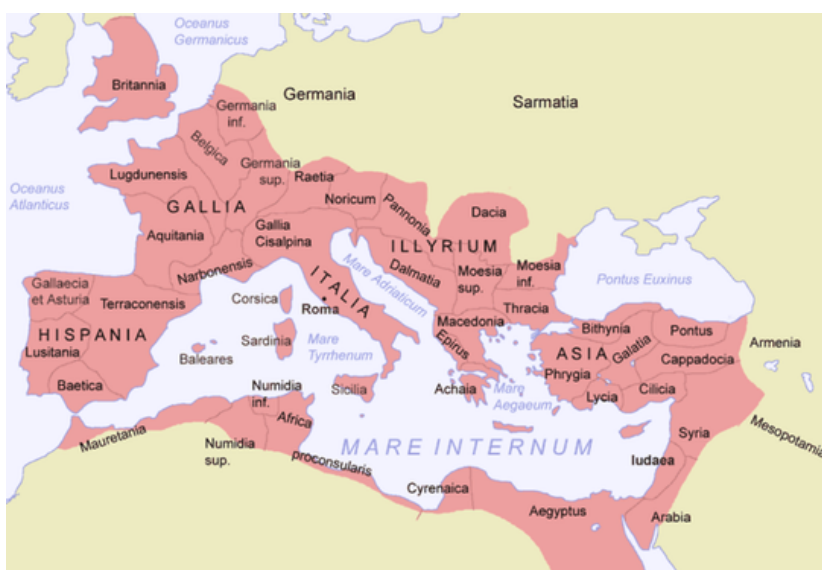 Oceanus
Germanicus
Britannia
Germania
Sarmatia
Germania
inf.
Belgica
Germania
sup.
Lugdunensis
Raetia
Oceanus
Atlanticus
Noricum
Pannonia
GALLIA
Dacia
Gallia
Cisalpina
Aquitania
ILLYRIUM
Mare Adriaticum
Dalmatia
Moesia
sup.
Moesia
inf.
Narbonensis
ITALIA
Pontus Euxinus
Gallaecia
et Asturia
Terraconensis
Corsica
Roma
Thracia
Macedonia
Epirus
Bithynia
Pontus
HISPANIA
Sardinia
Mare
Tyrrhenum
ASIA
Galatia
Armenia
Lusitania
Baleares
Cappadocia
Phrygia
Baetica
Numidia
inf.
Sicilia
Achaia
Mare
Aegaeum
Lycia
Cilicia
Africa
proconsularis
Mauretania
Numidia
sup.
MARE INTERNUM
Syria
Mesopotamia
Iudaea
Cyrenaica
Aegyptus
Arabia